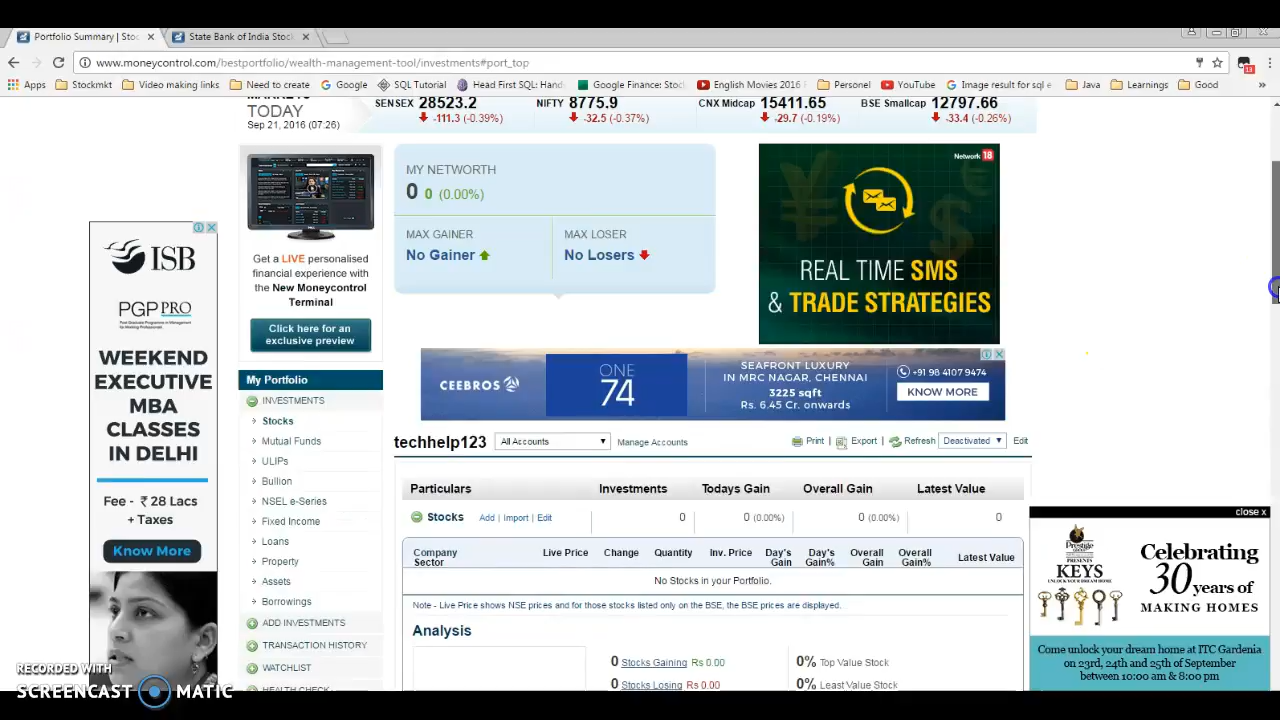 Portfolio Summary | Stoc
State Bank of India Stock
www.moneycontrol.com/bestportfolio/wealth-management-tool/investments#port_top
13
Apps
Stockmkt
Video making links
Need to create
Google
SQL Tutorial
Head First SQL: Hand
Google Finance: Stock
English Movies 2016 F
Personel
YouTube
Image result for sql e
Java
Learnings
Good
TODAY
Sep 21, 2016 (07:26)
SENSEX 28523.2
-111.3 (-0.39%)
NIFTY 8775.9
-32.5 (-0.37%)
CNX Midcap 15411.65
-29.7 (-0.19%)
BSE Smallcap 12797.66
-33.4 (-0.26%)
Get a LIVE personalised
financial experience with
the New Moneycontrol
Terminal
Click here for an
exclusive preview
MY NETWORTH
0 0 (0.00%)
MAX GAINER
No Gainer
MAX LOSER
No Losers
Network 18
REAL TIME SMS
& TRADE STRATEGIES
ISB
PGP PRO
WEEKEND
EXECUTIVE
MBA
CLASSES
IN DELHI
Fee - ₹ 28 Lacs
+ Taxes
Know More
CEEBROS
ONE
74
SEAFRONT LUXURY
IN MRC NAGAR, CHENNAI
3225 sqft
Rs. 6.45 Cr. onwards
+91 98 4107 9474
KNOW MORE
My Portfolio
INVESTMENTS
Stocks
Mutual Funds
ULIPs
Bullion
NSEL e-Series
Fixed Income
Loans
Property
Assets
Borrowings
ADD INVESTMENTS
TRANSACTION HISTORY
WATCHLIST
HEALTH CHECK
techhelp123
All Accounts
Manage Accounts
Print
Export
Refresh
Deactivated
Edit
Particulars Investments Todays Gain Overall Gain Latest Value
Stocks Add | Import | Edit 0 0 (0.00%) 0 (0.00%) 0
Company Sector
Live Price
Change
Quantity
Inv. Price
Day's Gain
Day's Gain%
Overall Gain
Overall Gain%
Latest Value
No Stocks in your Portfolio.
Note - Live Price shows NSE prices and for those stocks listed only on the BSE, the BSE prices are displayed.
Analysis
0 Stocks Gaining Rs 0.00
0% Top Value Stock
0 Stocks Losing Rs 0.00
0% Least Value Stock
close x
Prestige
PRESENTS
KEYS
UNLOCK YOUR DREAM HOME
Celebrating
30 years of
MAKING HOMES
Come unlock your dream home at ITC Gardenia
on 23rd, 24th and 25th of September
between 10:00 am & 8:00 pm
RECORDED WITH
SCREENCAST MATIC